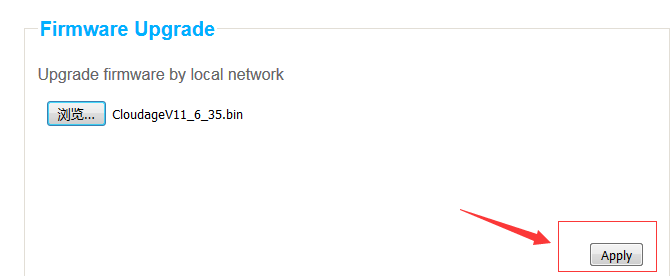 Firmware Upgrade
Upgrade firmware by local network
浏览... CloudageV11_6_35.bin
Apply